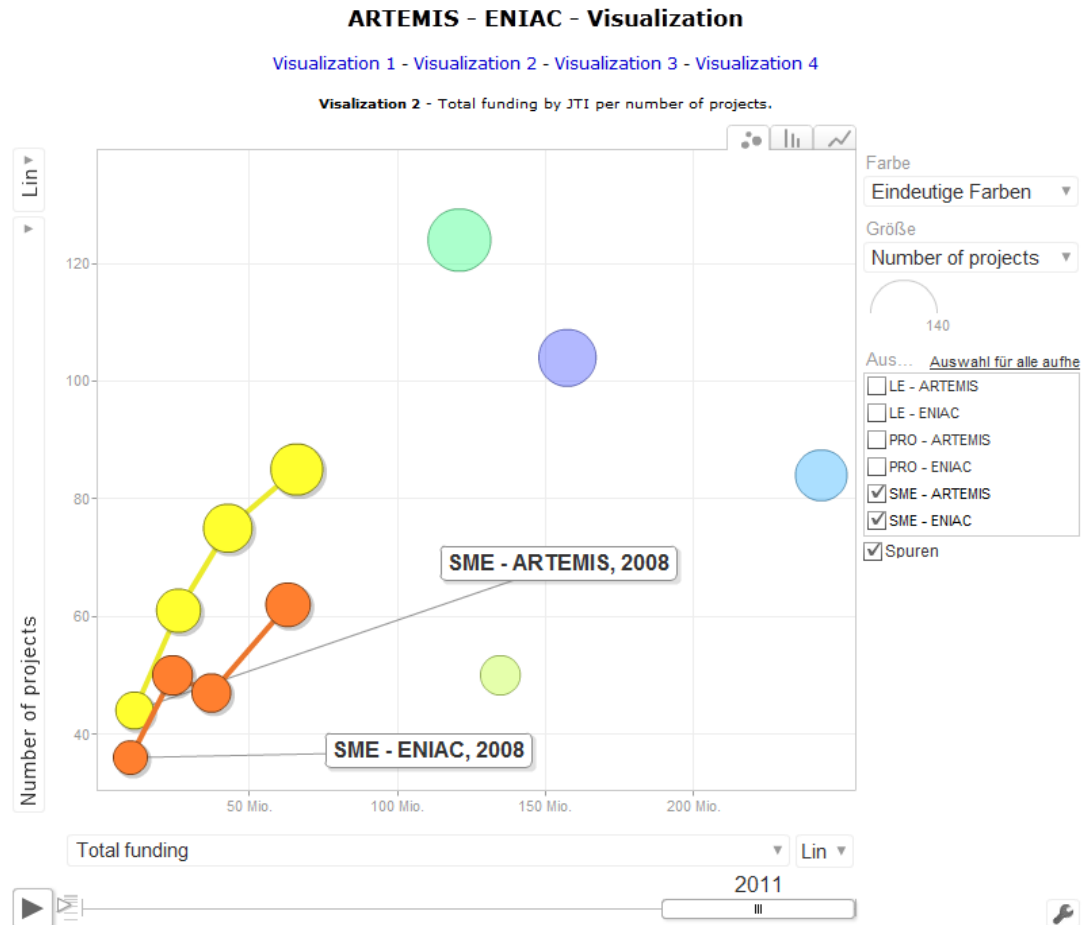 ARTEMIS - ENIAC - Visualization
Visualization 1 - Visualization 2 - Visualization 3 - Visualization 4
Visalization 2 - Total funding by JTI per number of projects.
Lin
Number of projects
120
100
80
60
40
SME - ARTEMIS, 2008
SME - ENIAC, 2008
50 Mio.
100 Mio.
150 Mio.
200 Mio.
Total funding
Lin
2011
Farbe
Eindeutige Farben
Größe
Number of projects
140
Aus... Auswahl für alle aufhe
LE - ARTEMIS
LE - ENIAC
PRO - ARTEMIS
PRO - ENIAC
SME - ARTEMIS
SME - ENIAC
Spuren